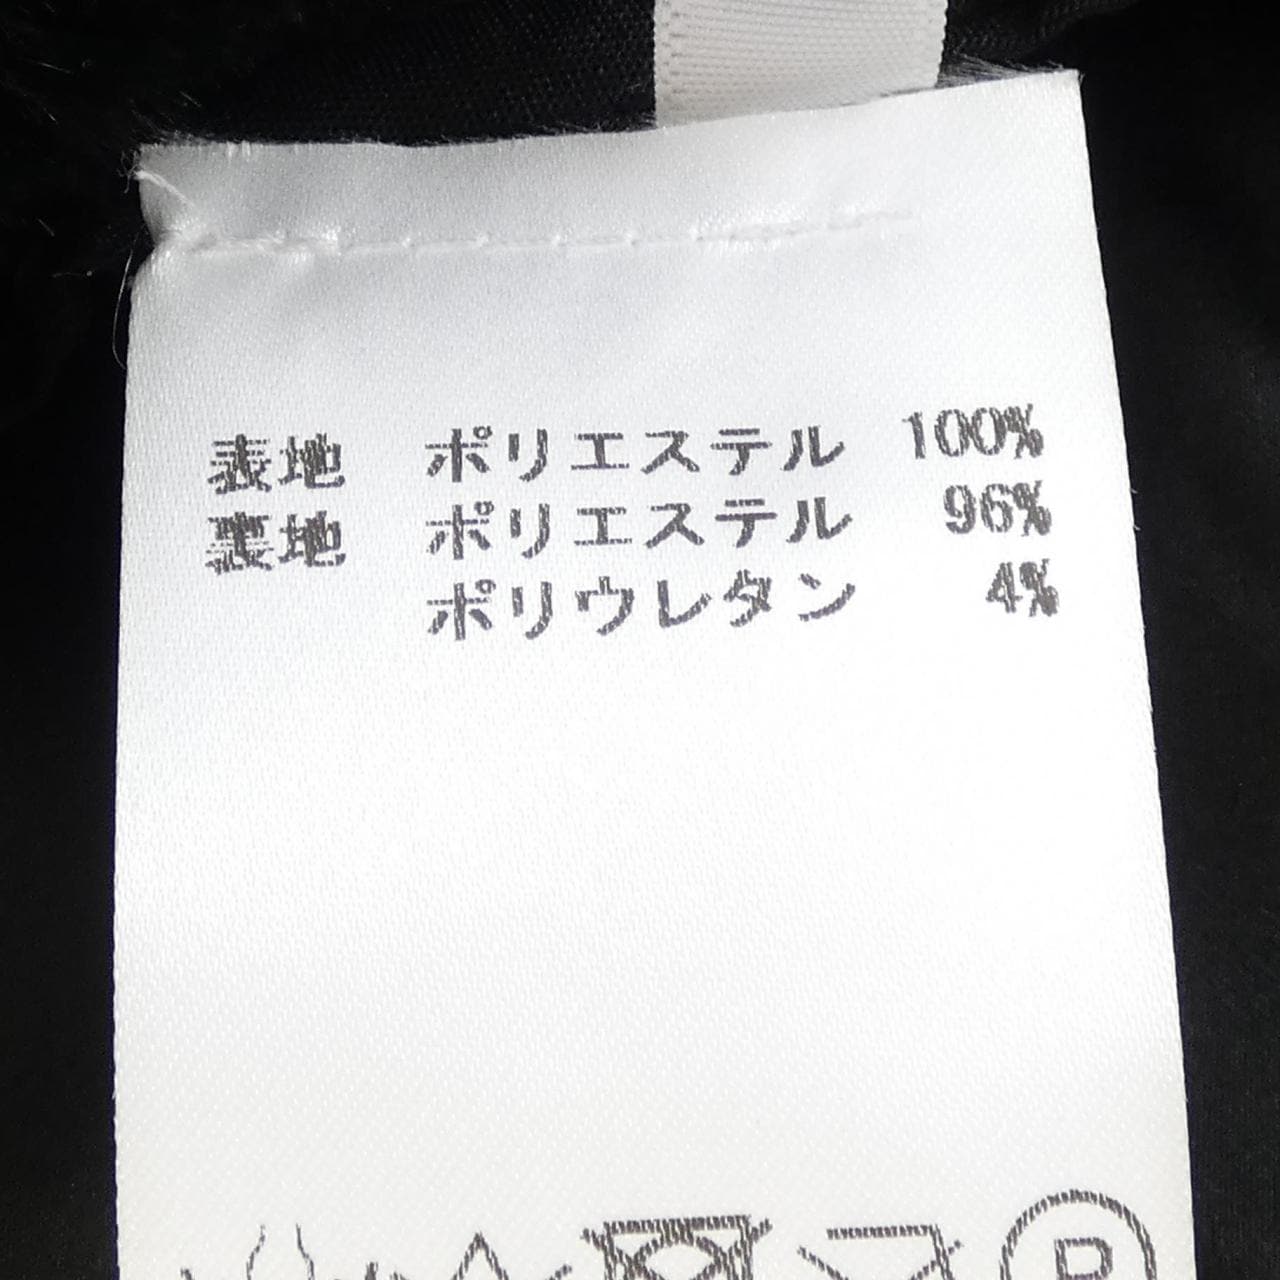 表地 ポリエステル 100%
裏地 ポリエステル 96%
ポリウレタン 4%
P